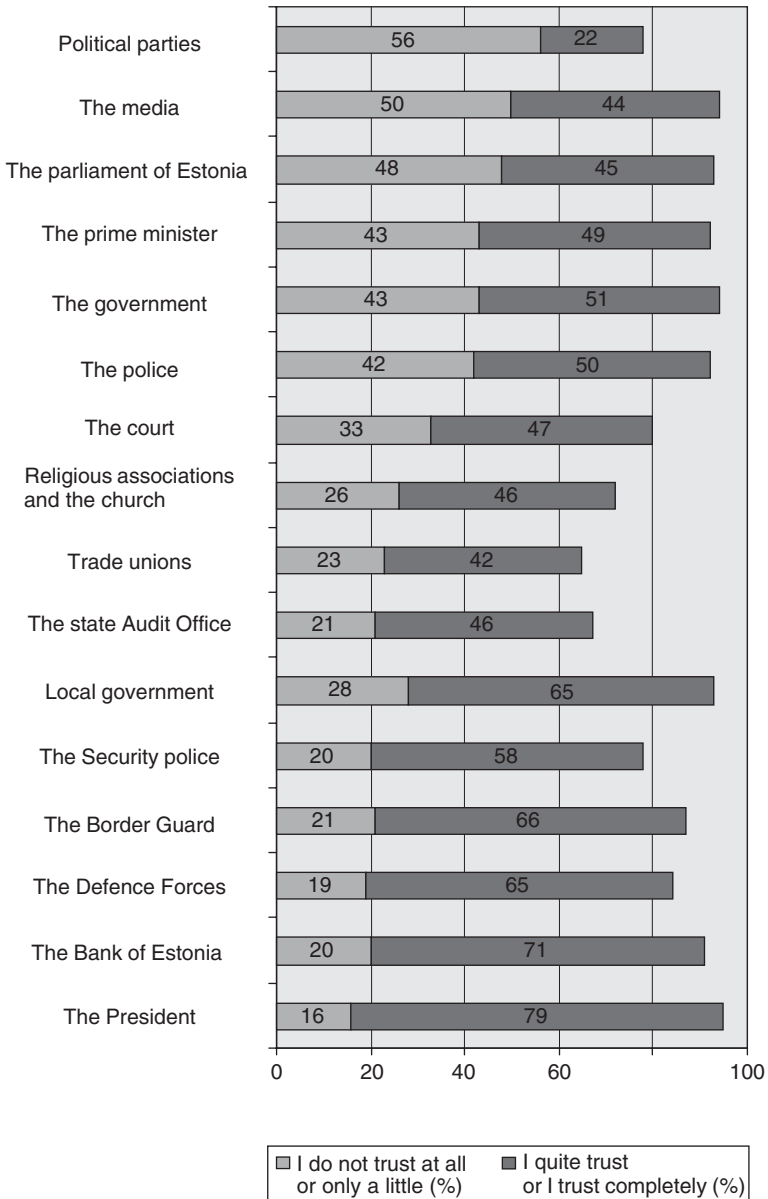 Political parties 56 22
The media 50 44
The parliament of Estonia 48 45
The prime minister 43 49
The government 43 51
The police 42 50
The court 33 47
Religious associations
and the church 26 46
Trade unions 23 42
The state Audit Office 21 46
Local government 28 65
The Security police 20 58
The Border Guard 21 66
The Defence Forces 19 65
The Bank of Estonia 20 71
The President 16 79
0 20 40 60 100
I do not trust at all
or only a little (%)
I quite trust
or I trust completely (%)